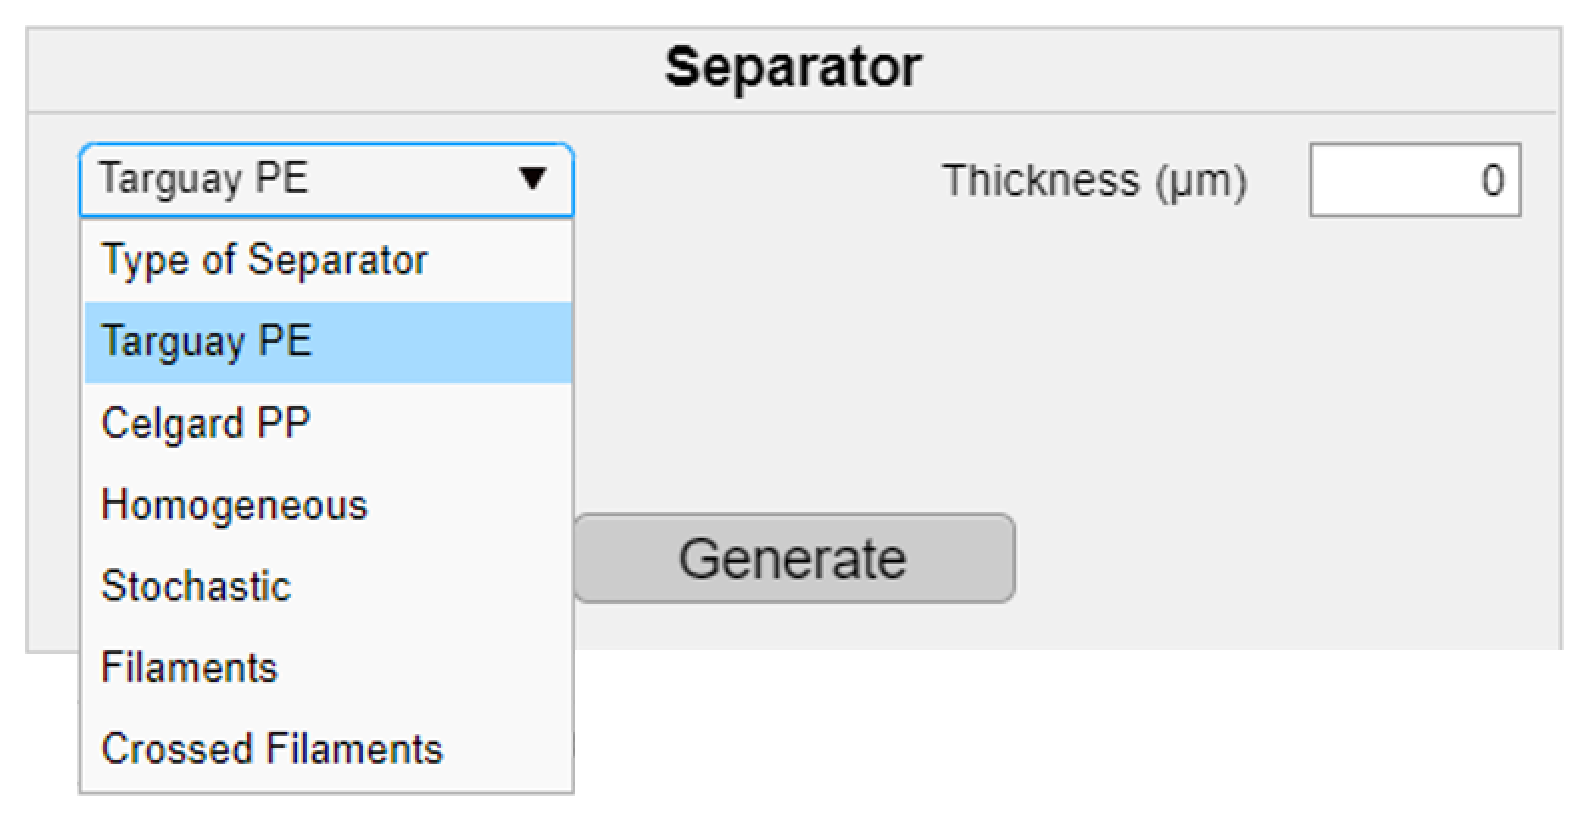 Separator
Targuay PE
Thickness (µm)
0
Type of Separator
Targuay PE
Celgard PP
Homogeneous
Stochastic
Generate
Filaments
Crossed Filaments